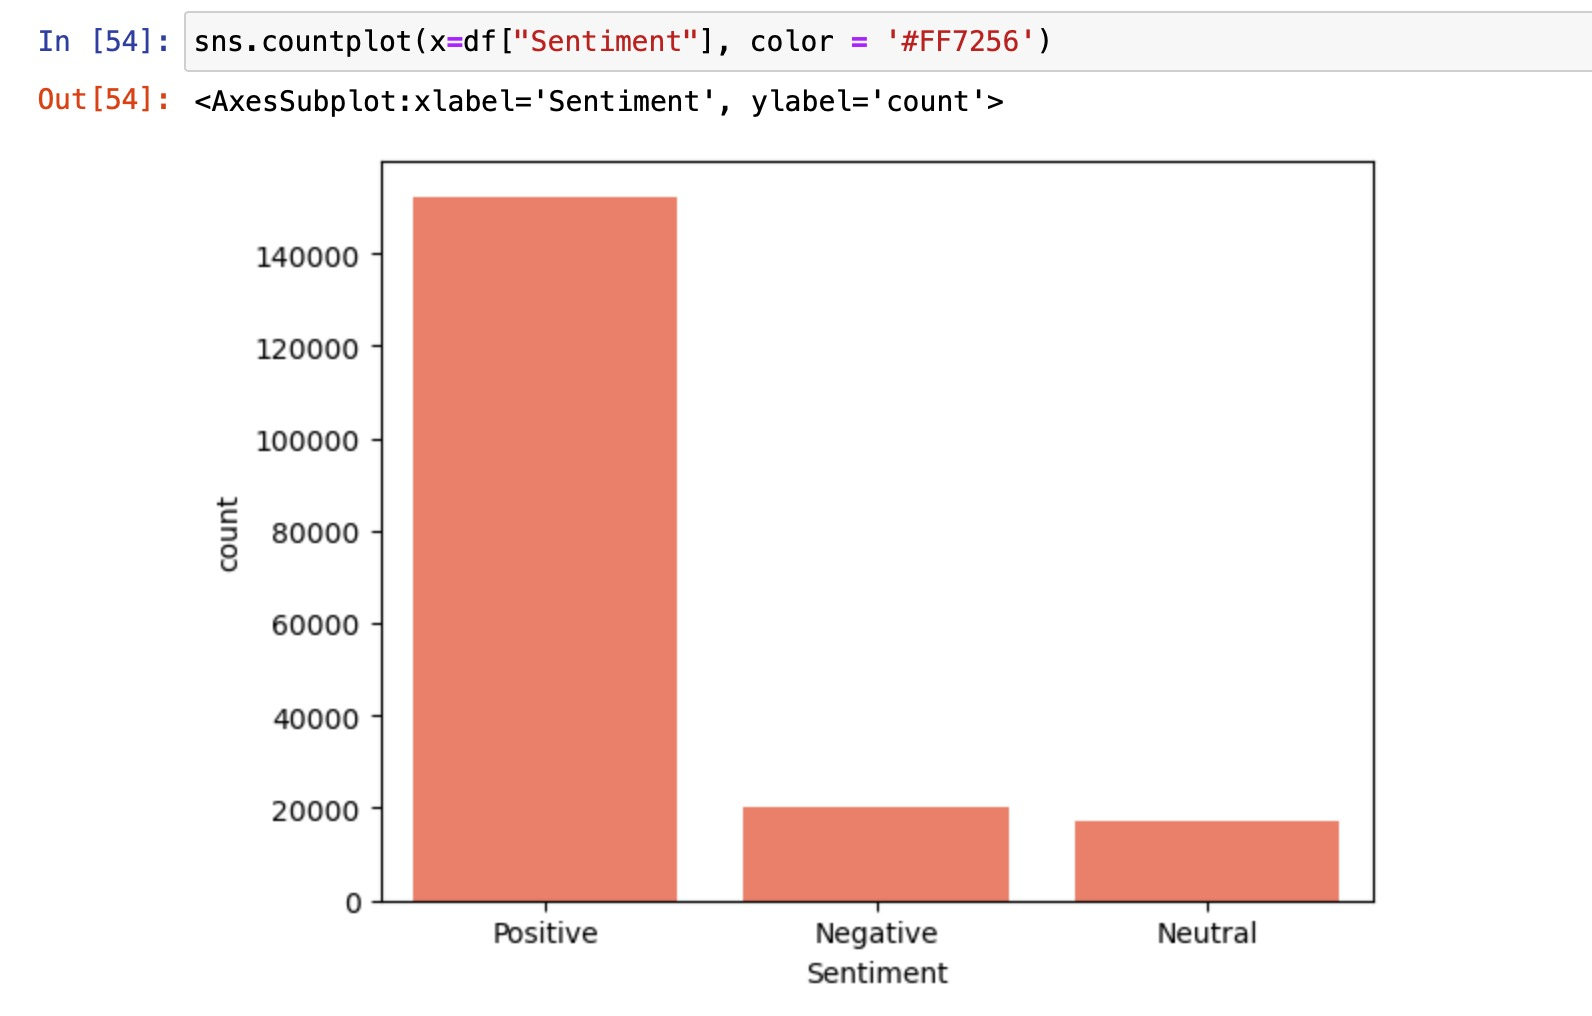 In [54]: sns.countplot(x=df["Sentiment"], color = '#FF7256')
Out[54]: <AxesSubplot:xlabel='Sentiment', ylabel='count'>
140000
120000
100000
80000
60000
40000
20000
0
count
Positive Negative Neutral
Sentiment